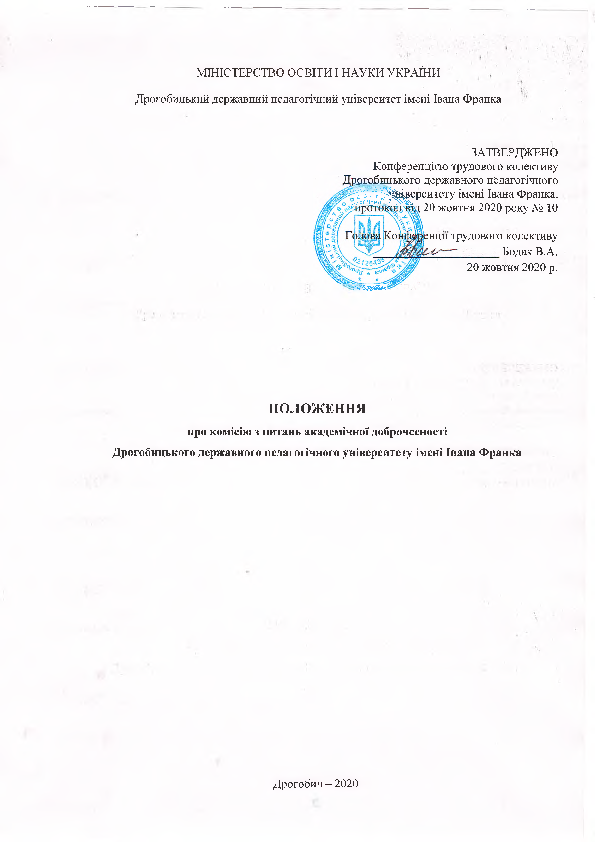 МІНІСТЕРСТВО ОСВІТИ І НАУКИ УКРАЇНИ
Дрогобицький державний педагогічний університет імені Івана Франка
ЗАТВЕРДЖЕНО
Конференцією трудового колективу
Дрогобицького державного педагогічного
університету імені Івана Франка,
протокол від 20 жовтня 2020 року № 10
Голова Конференції трудового колективу
Бодак В.А.
20 жовтня 2020 р.
ПОЛОЖЕННЯ
про комісію з питань академічної доброчесності
Дрогобицького державного педагогічного університету імені Івана Франка
Дрогобич – 2020